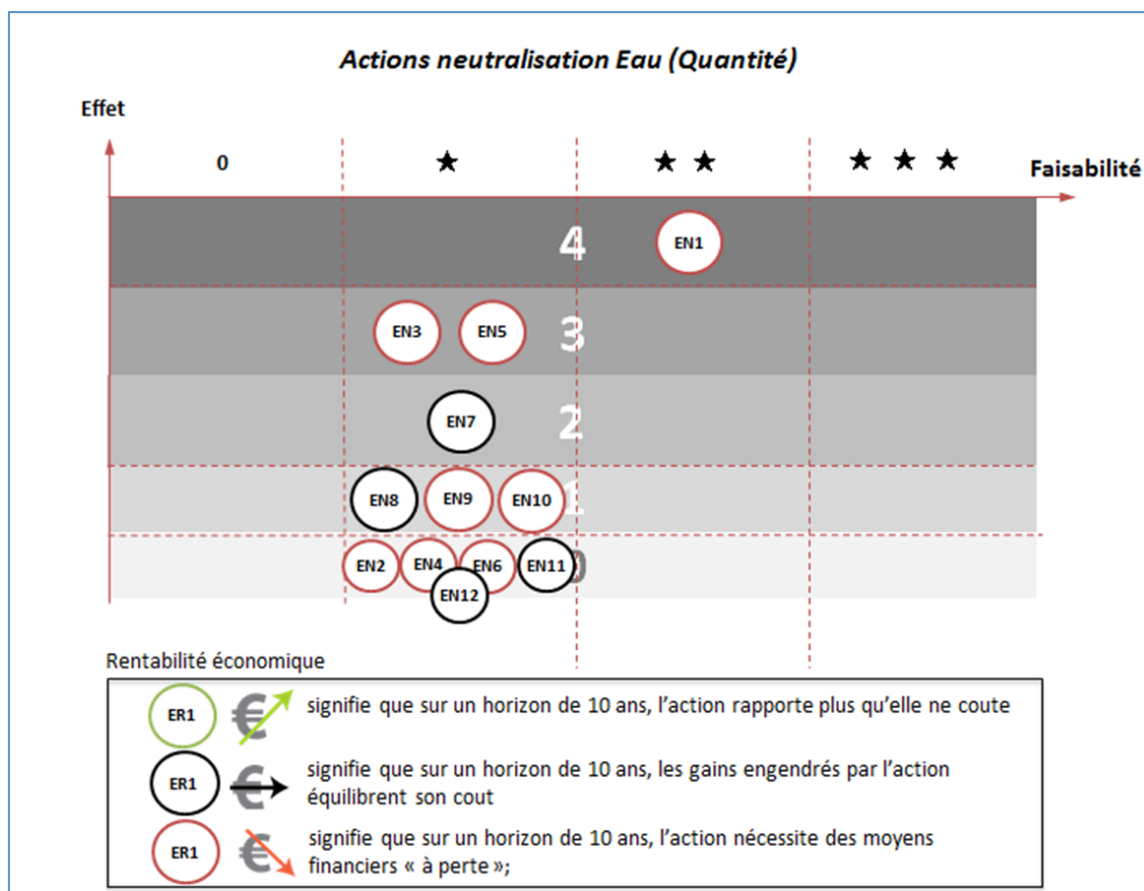 Actions neutralisation Eau (Quantité)
Effet
0
Faisabilité
4
EN1
EN3 EN5 3
EN7 2
EN8 EN9 EN10 1
EN2 EN4 EN6 EN11 0
EN12
Rentabilité économique
ER1 € signifie que sur un horizon de 10 ans, l’action rapporte plus qu’elle ne coute
ER1 € signifie que sur un horizon de 10 ans, les gains engendrés par l’action
équilibrent son cout
ER1 € signifie que sur un horizon de 10 ans, l’action nécessite des moyens
financiers « à perte »;